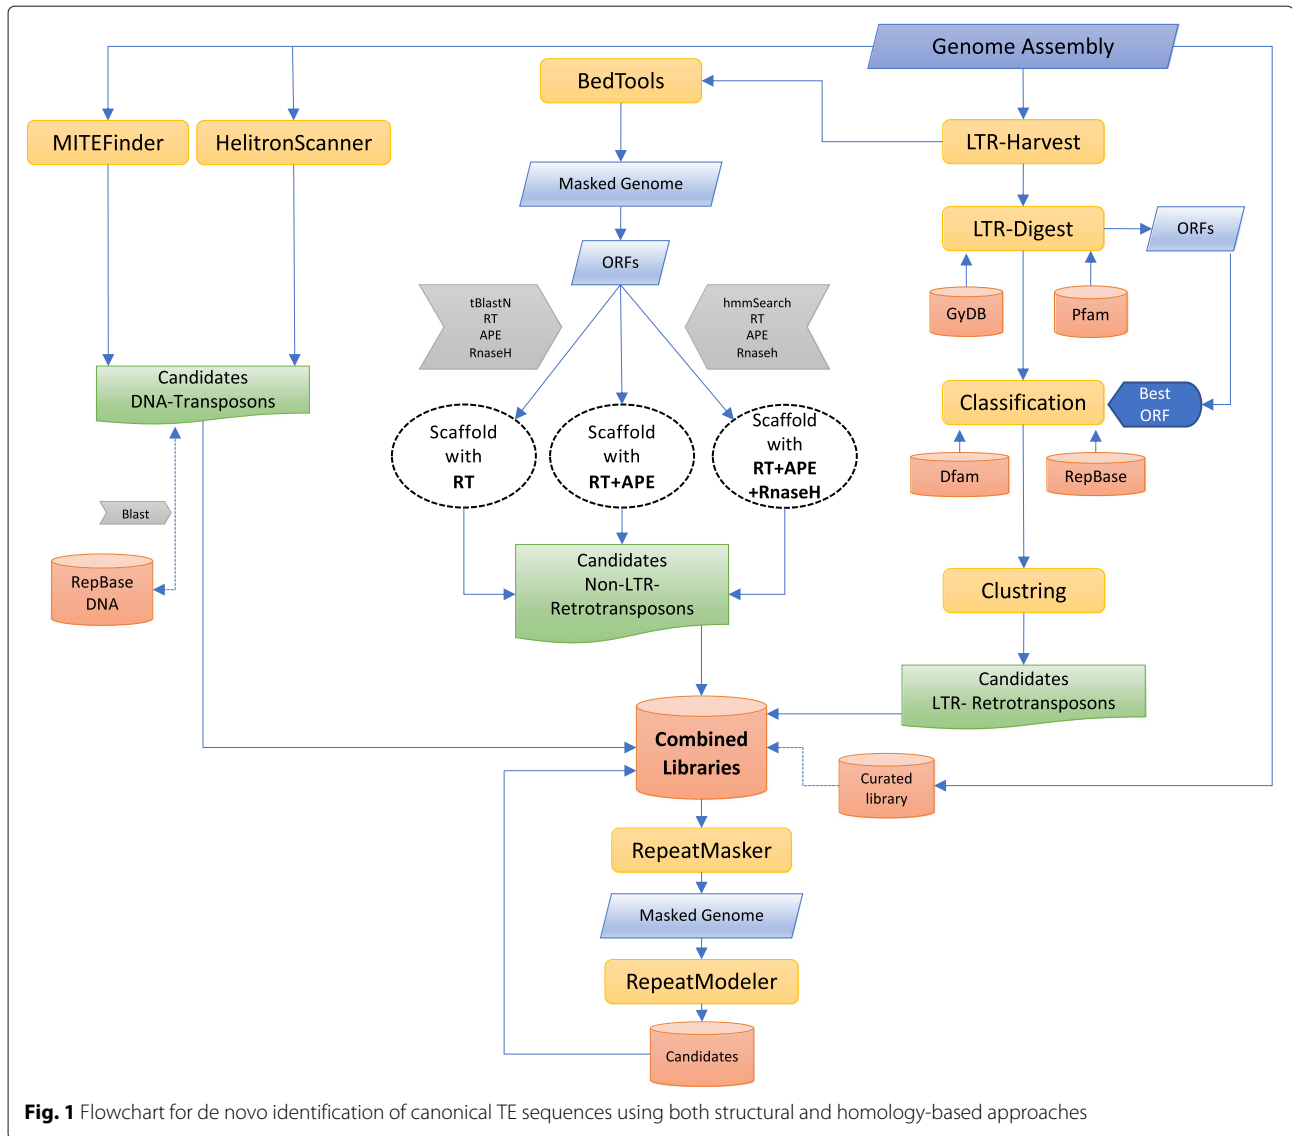 Genome Assembly
BedTools
MITEFinder
HelitronScanner
LTR-Harvest
Masked Genome
LTR-Digest
ORFs
ORFs
tBlastN
RT
APE
RnaseH
hmmSearch
RT
APE
Rnaseh
GyDB
Pfam
Candidates
DNA-Transposons
Classification
Best
ORF
Scaffold
with
RT
Scaffold
with
RT+APE
Scaffold
with
RT+APE
+RnaseH
Dfam
RepBase
Blast
RepBase
DNA
Candidates
Non-LTR-
Retrotransposons
Clustring
Candidates
LTR- Retrotransposons
Combined
Libraries
Curated
library
RepeatMasker
Masked Genome
RepeatModeler
Candidates
Fig. 1 Flowchart for de novo identification of canonical TE sequences using both structural and homology-based approaches